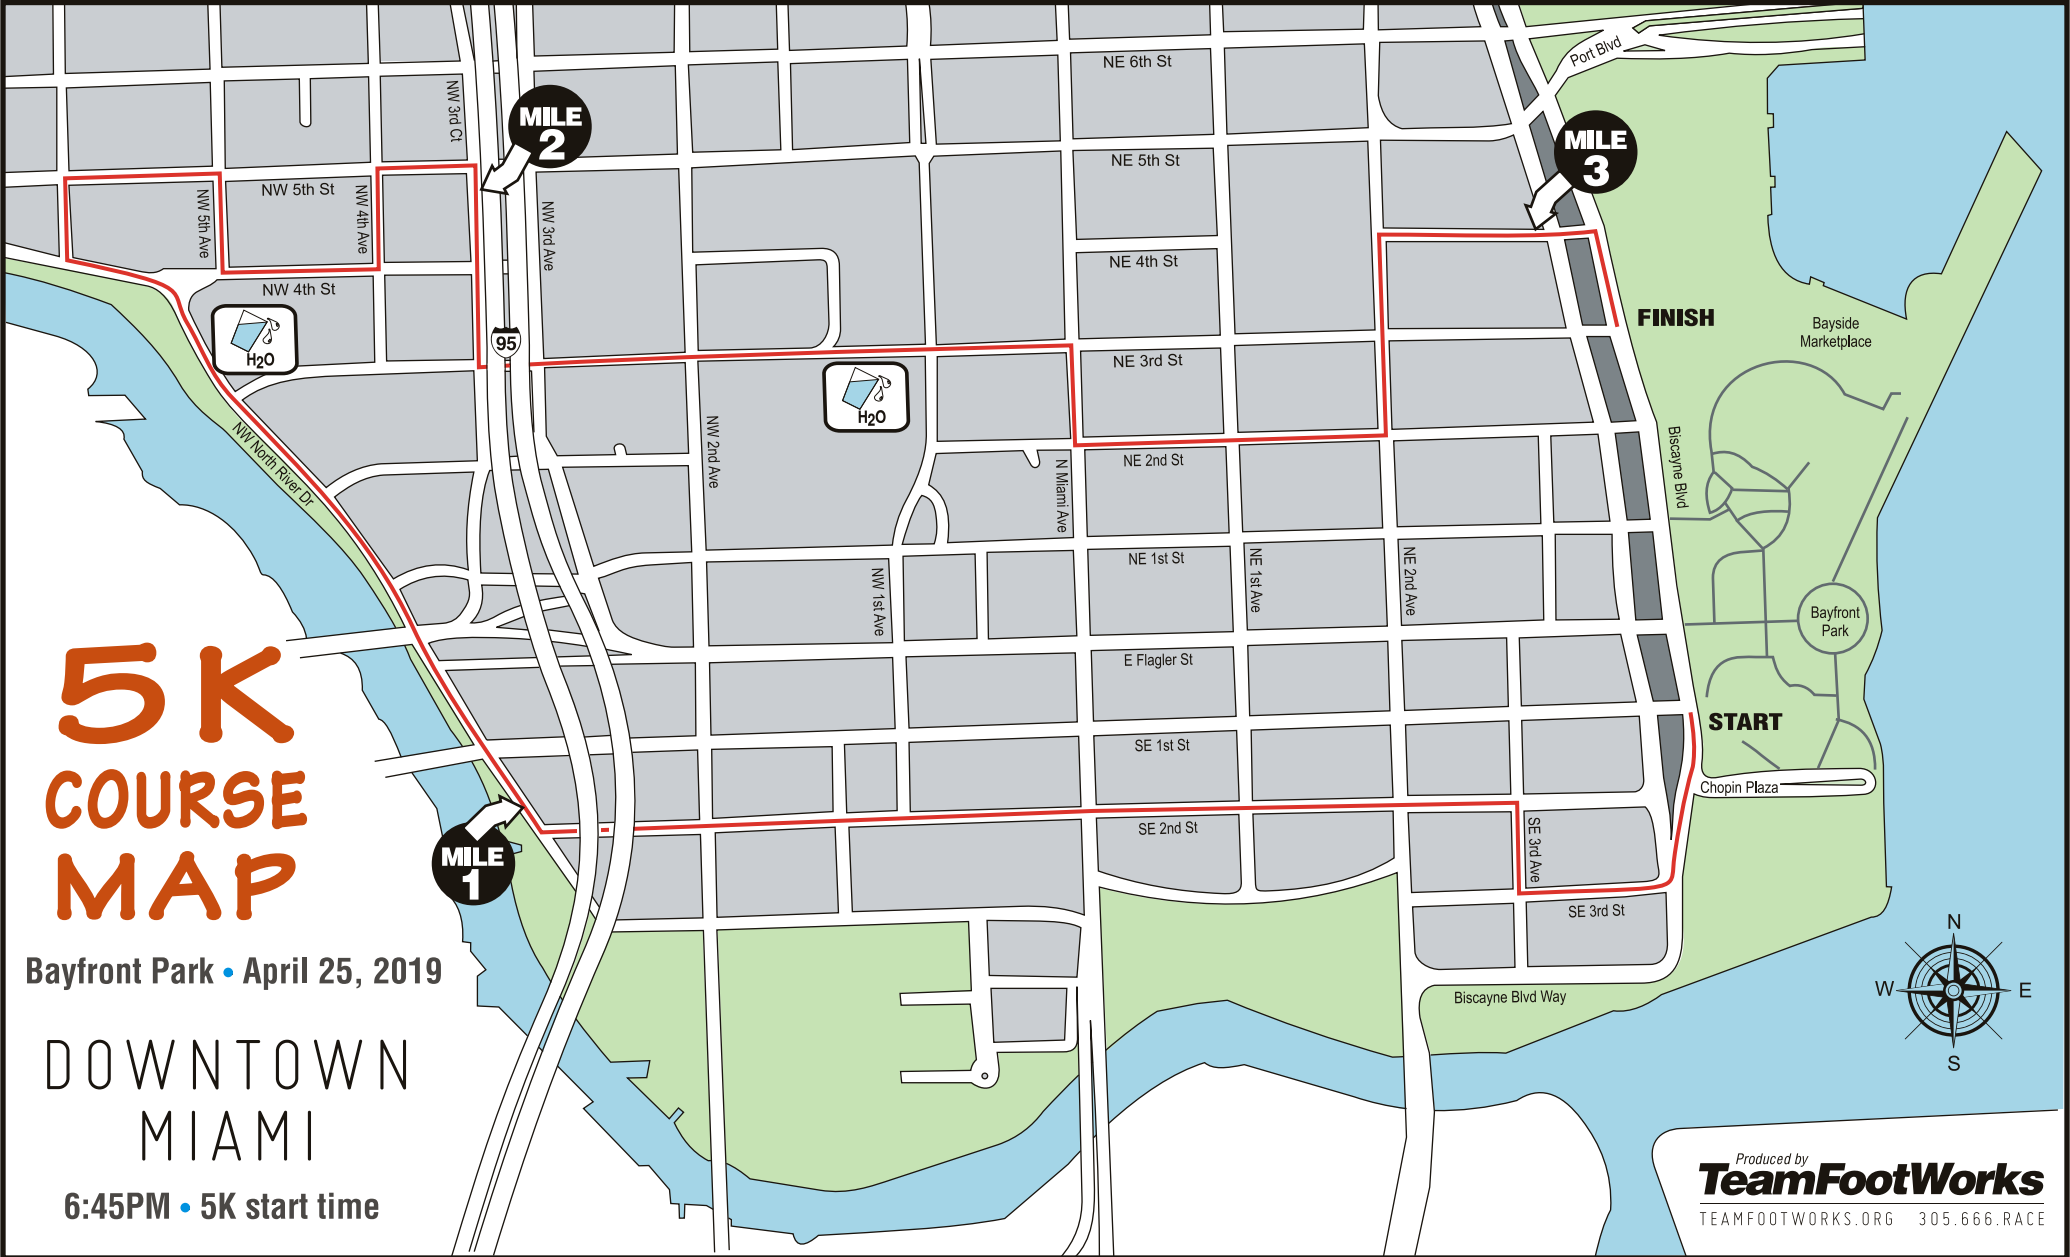 NE 6th St
Port Blvd
NW 3rd Ct
MILE
2
MILE
3
NE 5th St
NW 5th St
NW 5th Ave
NW 4th Ave
NW 3rd Ave
NE 4th St
NW 4th St
H2O
95
FINISH
Bayside
Marketplace
NE 3rd St
H2O
NW North River Dr
NW 2nd Ave
N Miami Ave
NE 2nd St
Biscayne Blvd
NE 1st St
NE 1st Ave
NE 2nd Ave
NW 1st Ave
Bayfront
Park
E Flagler St
START
SE 1st St
Chopin Plaza
SE 2nd St
SE 3rd Ave
MILE
1
SE 3rd St
Biscayne Blvd Way
5K
COURSE
MAP
Bayfront Park • April 25, 2019
DOWNTOWN
MIAMI
6:45PM • 5K start time
N
W
E
S
Produced by
TeamFootWorks
TEAMFOOTWORKS.ORG 305.666.RACE